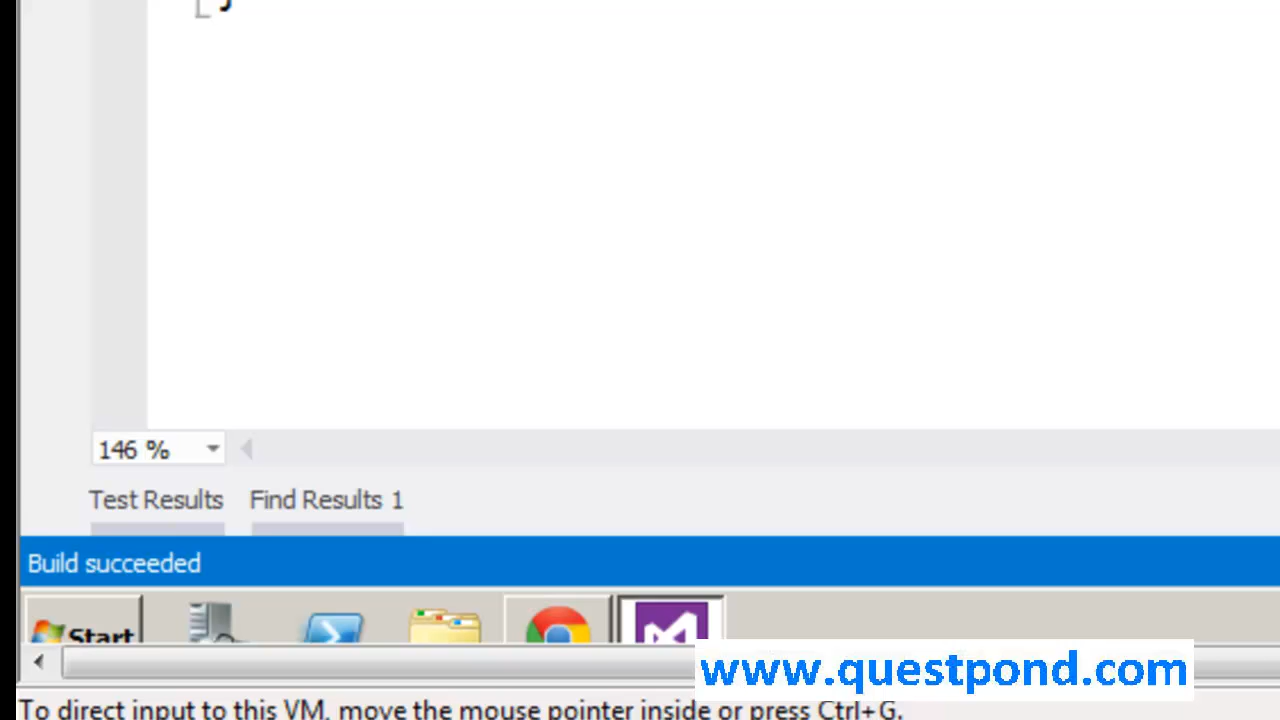 }
146 %
Test Results Find Results 1
Build succeeded
Start
www.questpond.com
To direct input to this VM, move the mouse pointer inside or press Ctrl+G.